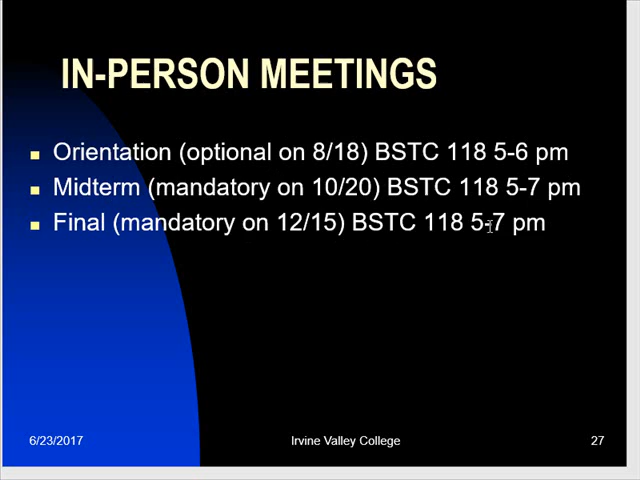 IN-PERSON MEETINGS
Orientation (optional on 8/18) BSTC 118 5-6 pm
Midterm (mandatory on 10/20) BSTC 118 5-7 pm
Final (mandatory on 12/15) BSTC 118 5-7 pm
6/23/2017 Irvine Valley College 27